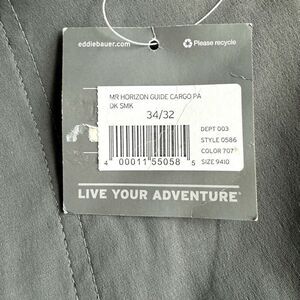 eddiebauer.com
Please recycle
MR HORIZON GUIDE CARGO PA
DK SMK
34/32
DEPT 003
STYLE 0586
COLOR 707
SIZE 9410
4 00011 55058 5
LIVE YOUR ADVENTURE